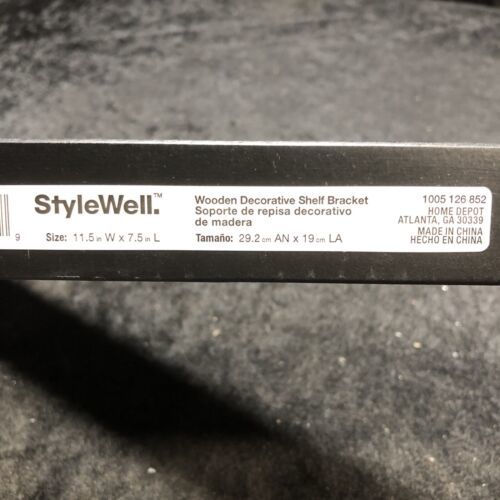 StyleWell.™
Size: 11.5 in W x 7.5 in L
Wooden Decorative Shelf Bracket
Soporte de repisa decorativo
de madera
Tamaño: 29.2 cm AN x 19 cm LA
1005 126 852
HOME DEPOT
ATLANTA, GA 30339
MADE IN CHINA
HECHO EN CHINA
9